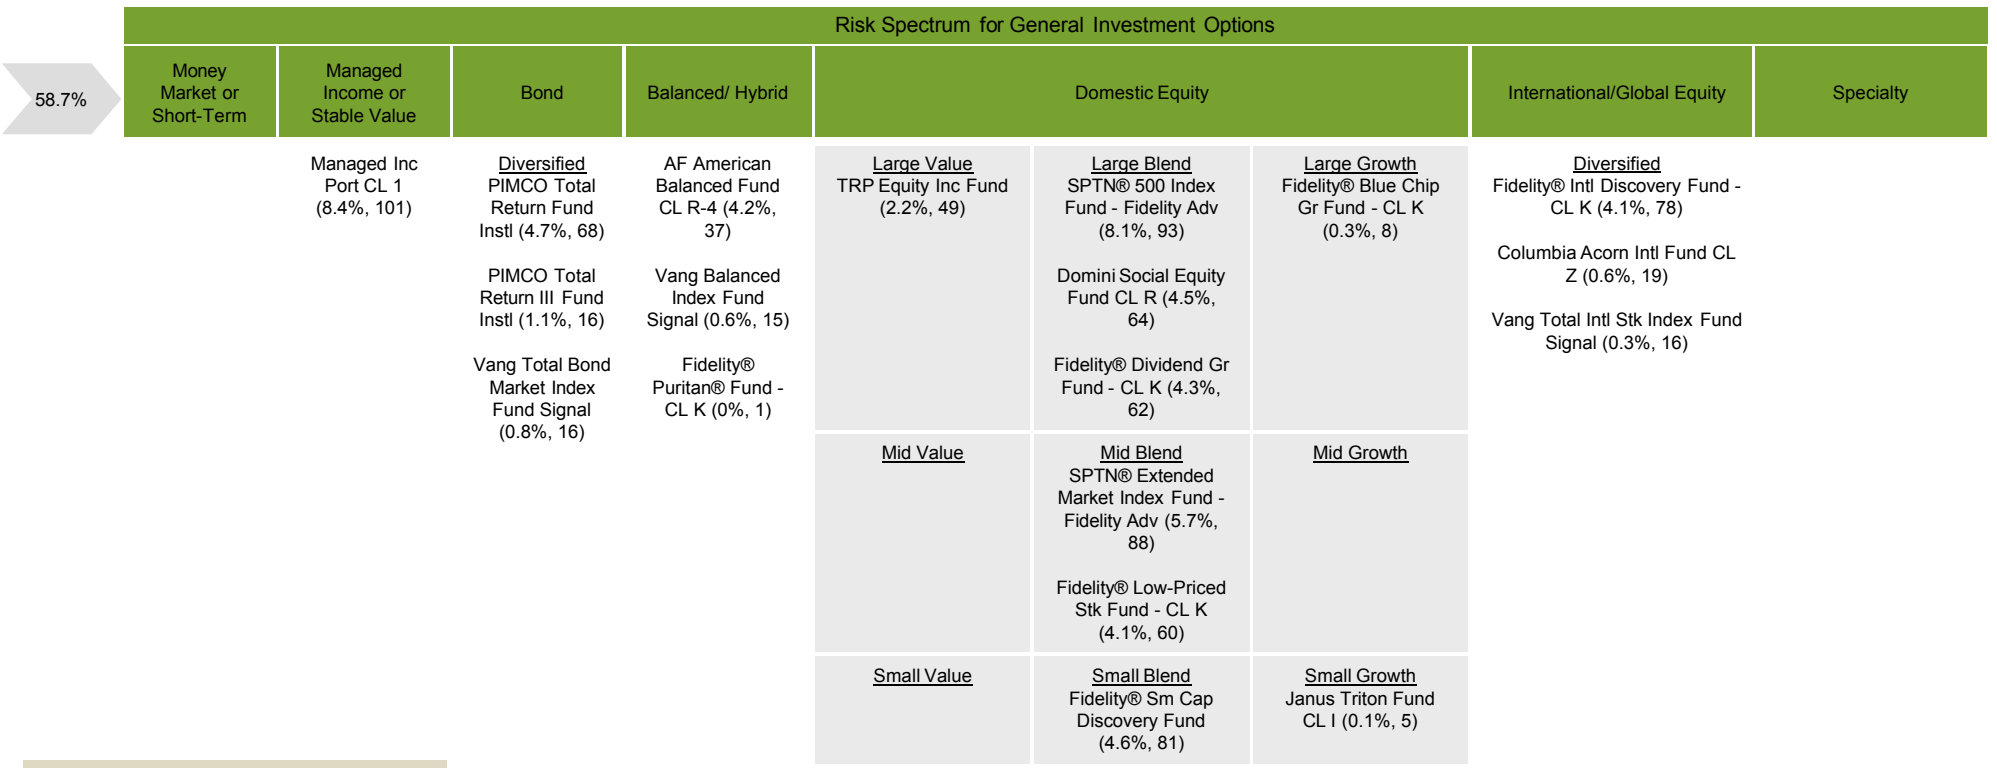 Risk Spectrum for General Investment Options
58.7%
Money
Market or
Short-Term
Managed
Income or
Stable Value
Bond
Balanced/ Hybrid
Domestic Equity
International/Global Equity
Specialty
Managed Inc
Port CL 1
(8.4%, 101)
Diversified
PIMCO Total
Return Fund
Instl (4.7%, 68)
PIMCO Total
Return III Fund
Instl (1.1%, 16)
Vang Total Bond
Market Index
Fund Signal
(0.8%, 16)
AF American
Balanced Fund
CL R-4 (4.2%,
37)
Vang Balanced
Index Fund
Signal (0.6%, 15)
Fidelity®
Puritan® Fund -
CL K (0%, 1)
Large Value
TRP Equity Inc Fund
(2.2%, 49)
Large Blend
SPTN® 500 Index
Fund - Fidelity Adv
(8.1%, 93)
Domini Social Equity
Fund CL R (4.5%,
64)
Fidelity® Dividend Gr
Fund - CL K (4.3%,
62)
Large Growth
Fidelity® Blue Chip
Gr Fund - CL K
(0.3%, 8)
Mid Value
Mid Blend
SPTN® Extended
Market Index Fund -
Fidelity Adv (5.7%,
88)
Fidelity® Low-Priced
Stk Fund - CL K
(4.1%, 60)
Mid Growth
Small Value
Small Blend
Fidelity® Sm Cap
Discovery Fund
(4.6%, 81)
Small Growth
Janus Triton Fund
CL I (0.1%, 5)
Diversified
Fidelity® Intl Discovery Fund -
CL K (4.1%, 78)
Columbia Acorn Intl Fund CL
Z (0.6%, 19)
Vang Total Intl Stk Index Fund
Signal (0.3%, 16)